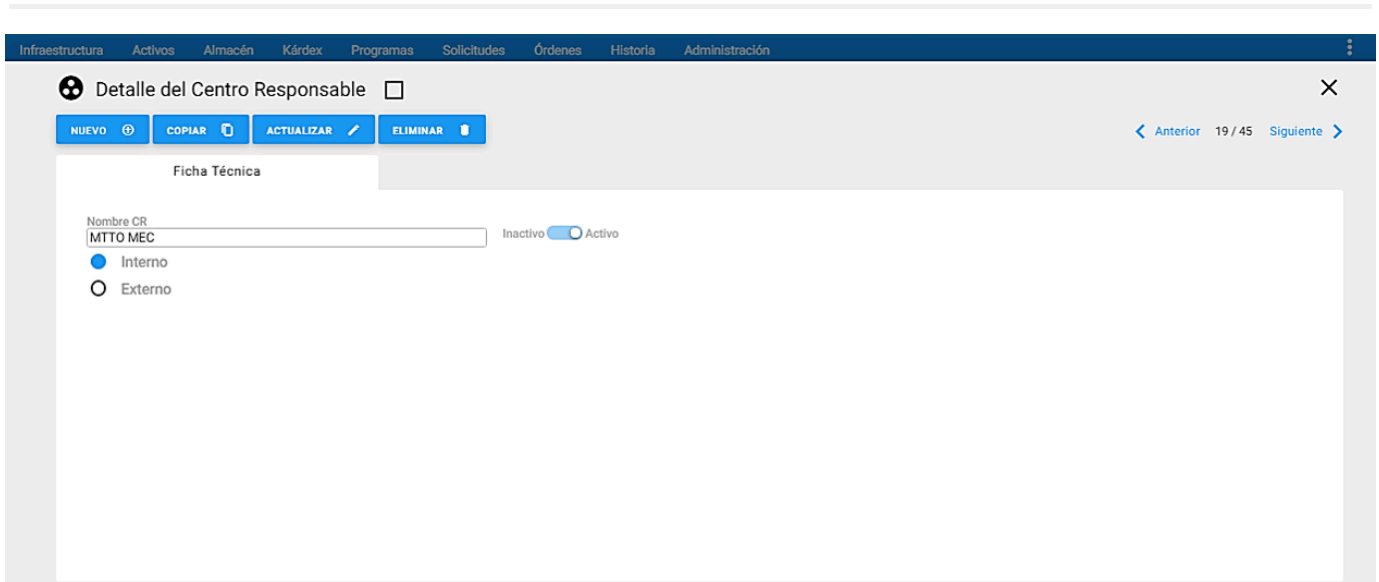 Infraestructura Activos Almacén Kárdex Programas Solicitudes Órdenes Historia Administración
Detalle del Centro Responsable
NUEVO COPIAR ACTUALIZAR ELIMINAR Anterior 19 / 45 Siguiente
Ficha Técnica
Nombre CR
MTTO MEC Inactivo Activo
Interno
Externo